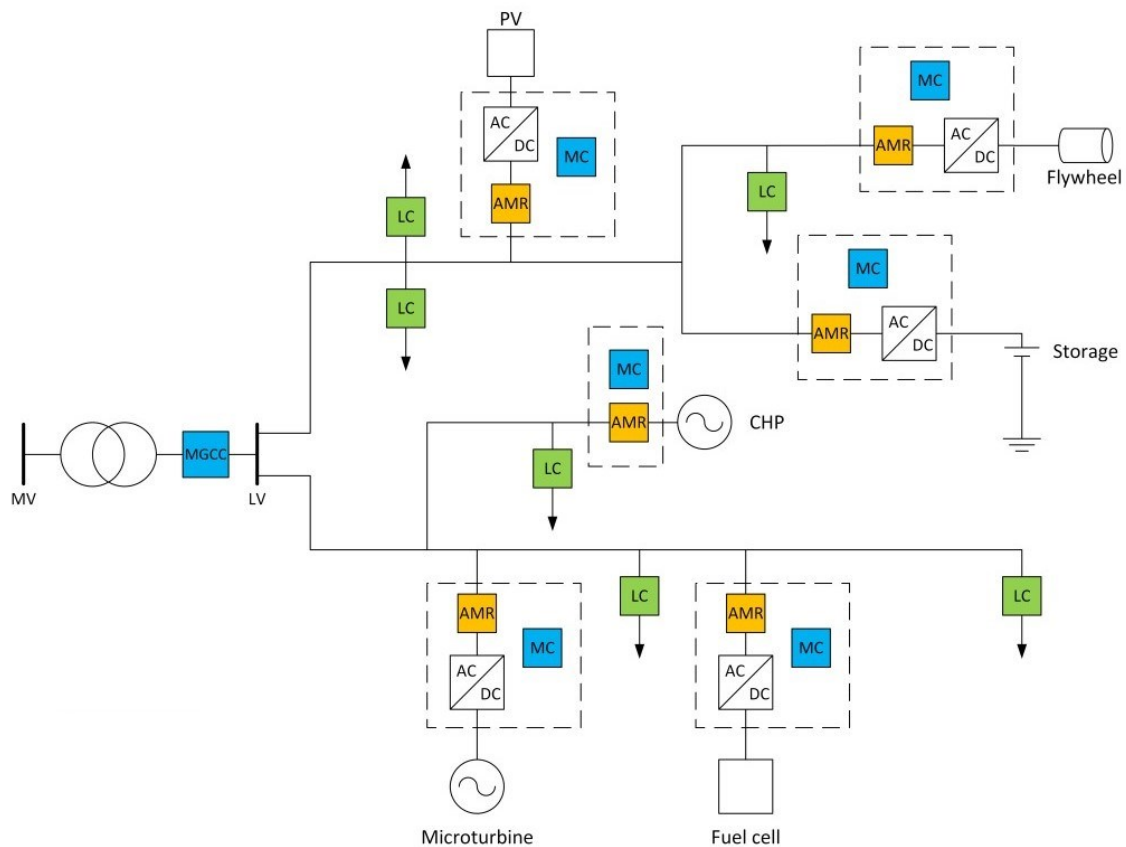 PV
AC
DC
MC
AMR
MC
AMR
AC
DC
Flywheel
LC
LC
LC
MC
AMR
AC
DC
Storage
MC
AMR
CHP
LC
MV
MGCC
LV
AMR
MC
AC
DC
Microturbine
LC
AMR
MC
AC
DC
Fuel cell
LC